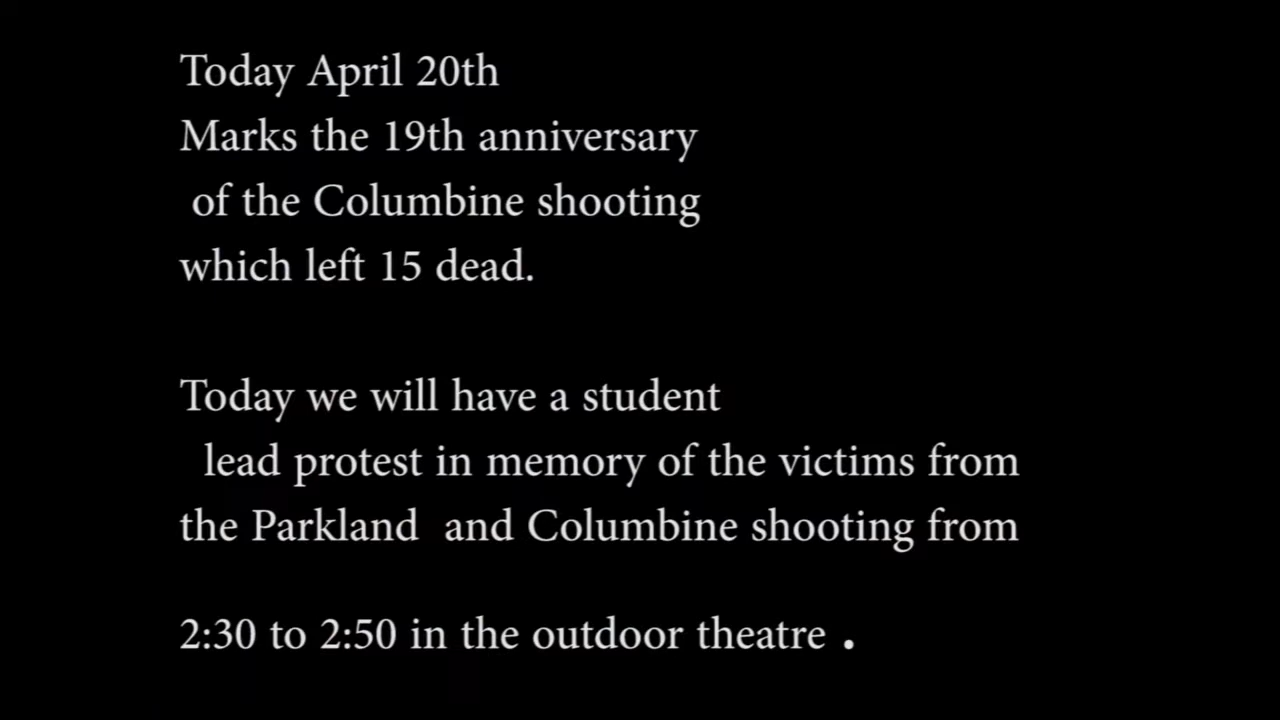 Today April 20th
Marks the 19th anniversary
of the Columbine shooting
which left 15 dead.
Today we will have a student
lead protest in memory of the victims from
the Parkland and Columbine shooting from
2:30 to 2:50 in the outdoor theatre .